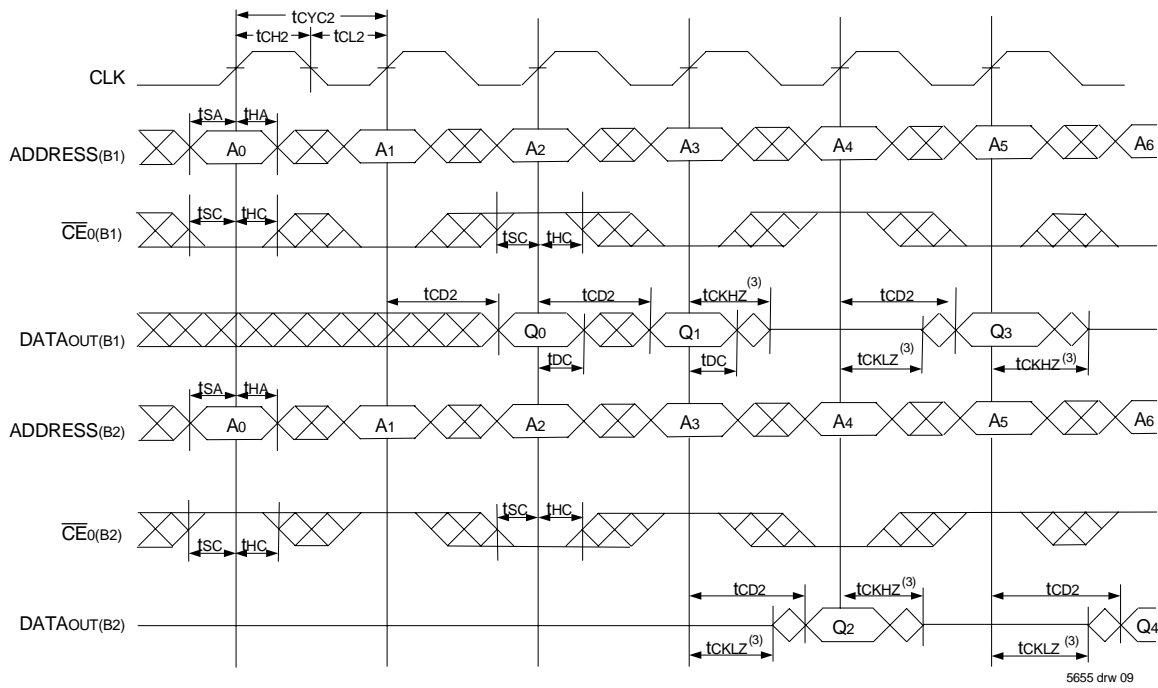 tCYC2
tCH2 tCL2
CLK
tSA tHA
ADDRESS(B1) A0 A1 A2 A3 A4 A5 A6
tSC tHC
CE0(B1)
tSC tHC
tCD2 tCD2 tCKHZ(3) tCD2
DATAOUT(B1) Q0 Q1 Q3
tDC tDC tCKLZ(3) tCKHZ(3)
tSA tHA
ADDRESS(B2) A0 A1 A2 A3 A4 A5 A6
tSC tHC
CE0(B2)
tSC tHC
tCD2 tCKHZ(3) tCD2
DATAOUT(B2) Q2 Q4
tCKLZ(3) tCKLZ(3)
5655 drw 09